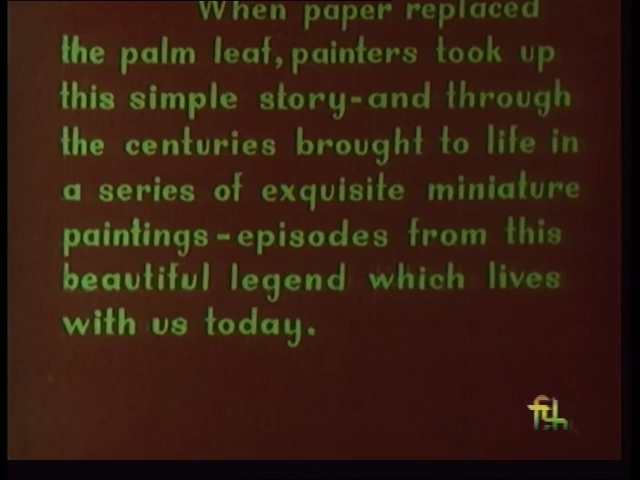 When paper replaced
the palm leaf, painters took up
this simple story-and through
the centuries brought to life in
a series of exquisite miniature
paintings-episodes from this
beautiful legend which lives
with us today.